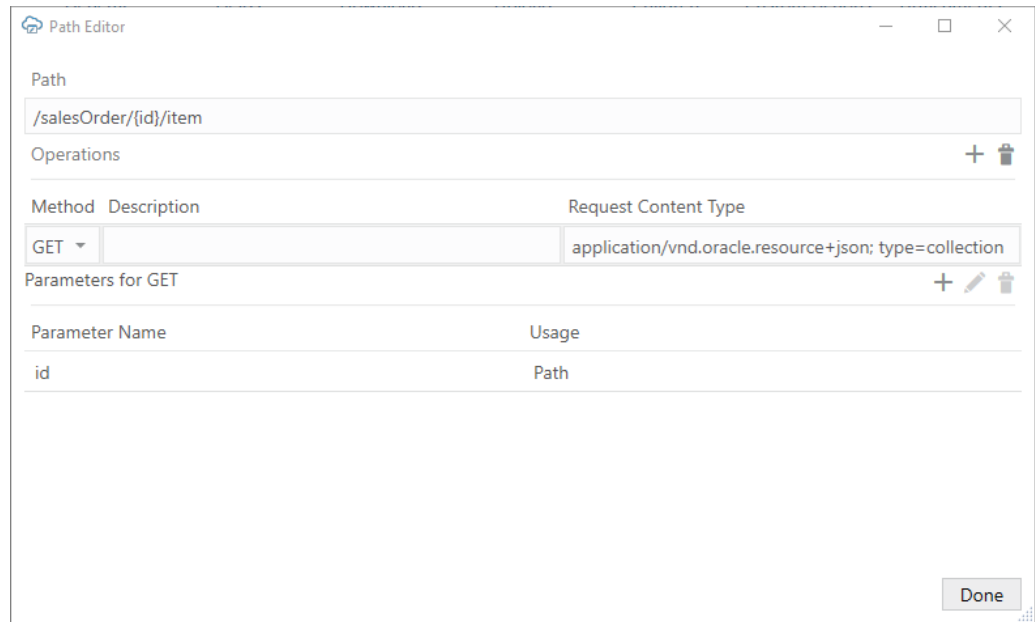 Path Editor
Path
/salesOrder/{id}/item
Operations
Method Description Request Content Type
GET application/vnd.oracle.resource+json; type=collection
Parameters for GET
Parameter Name Usage
id Path
Done